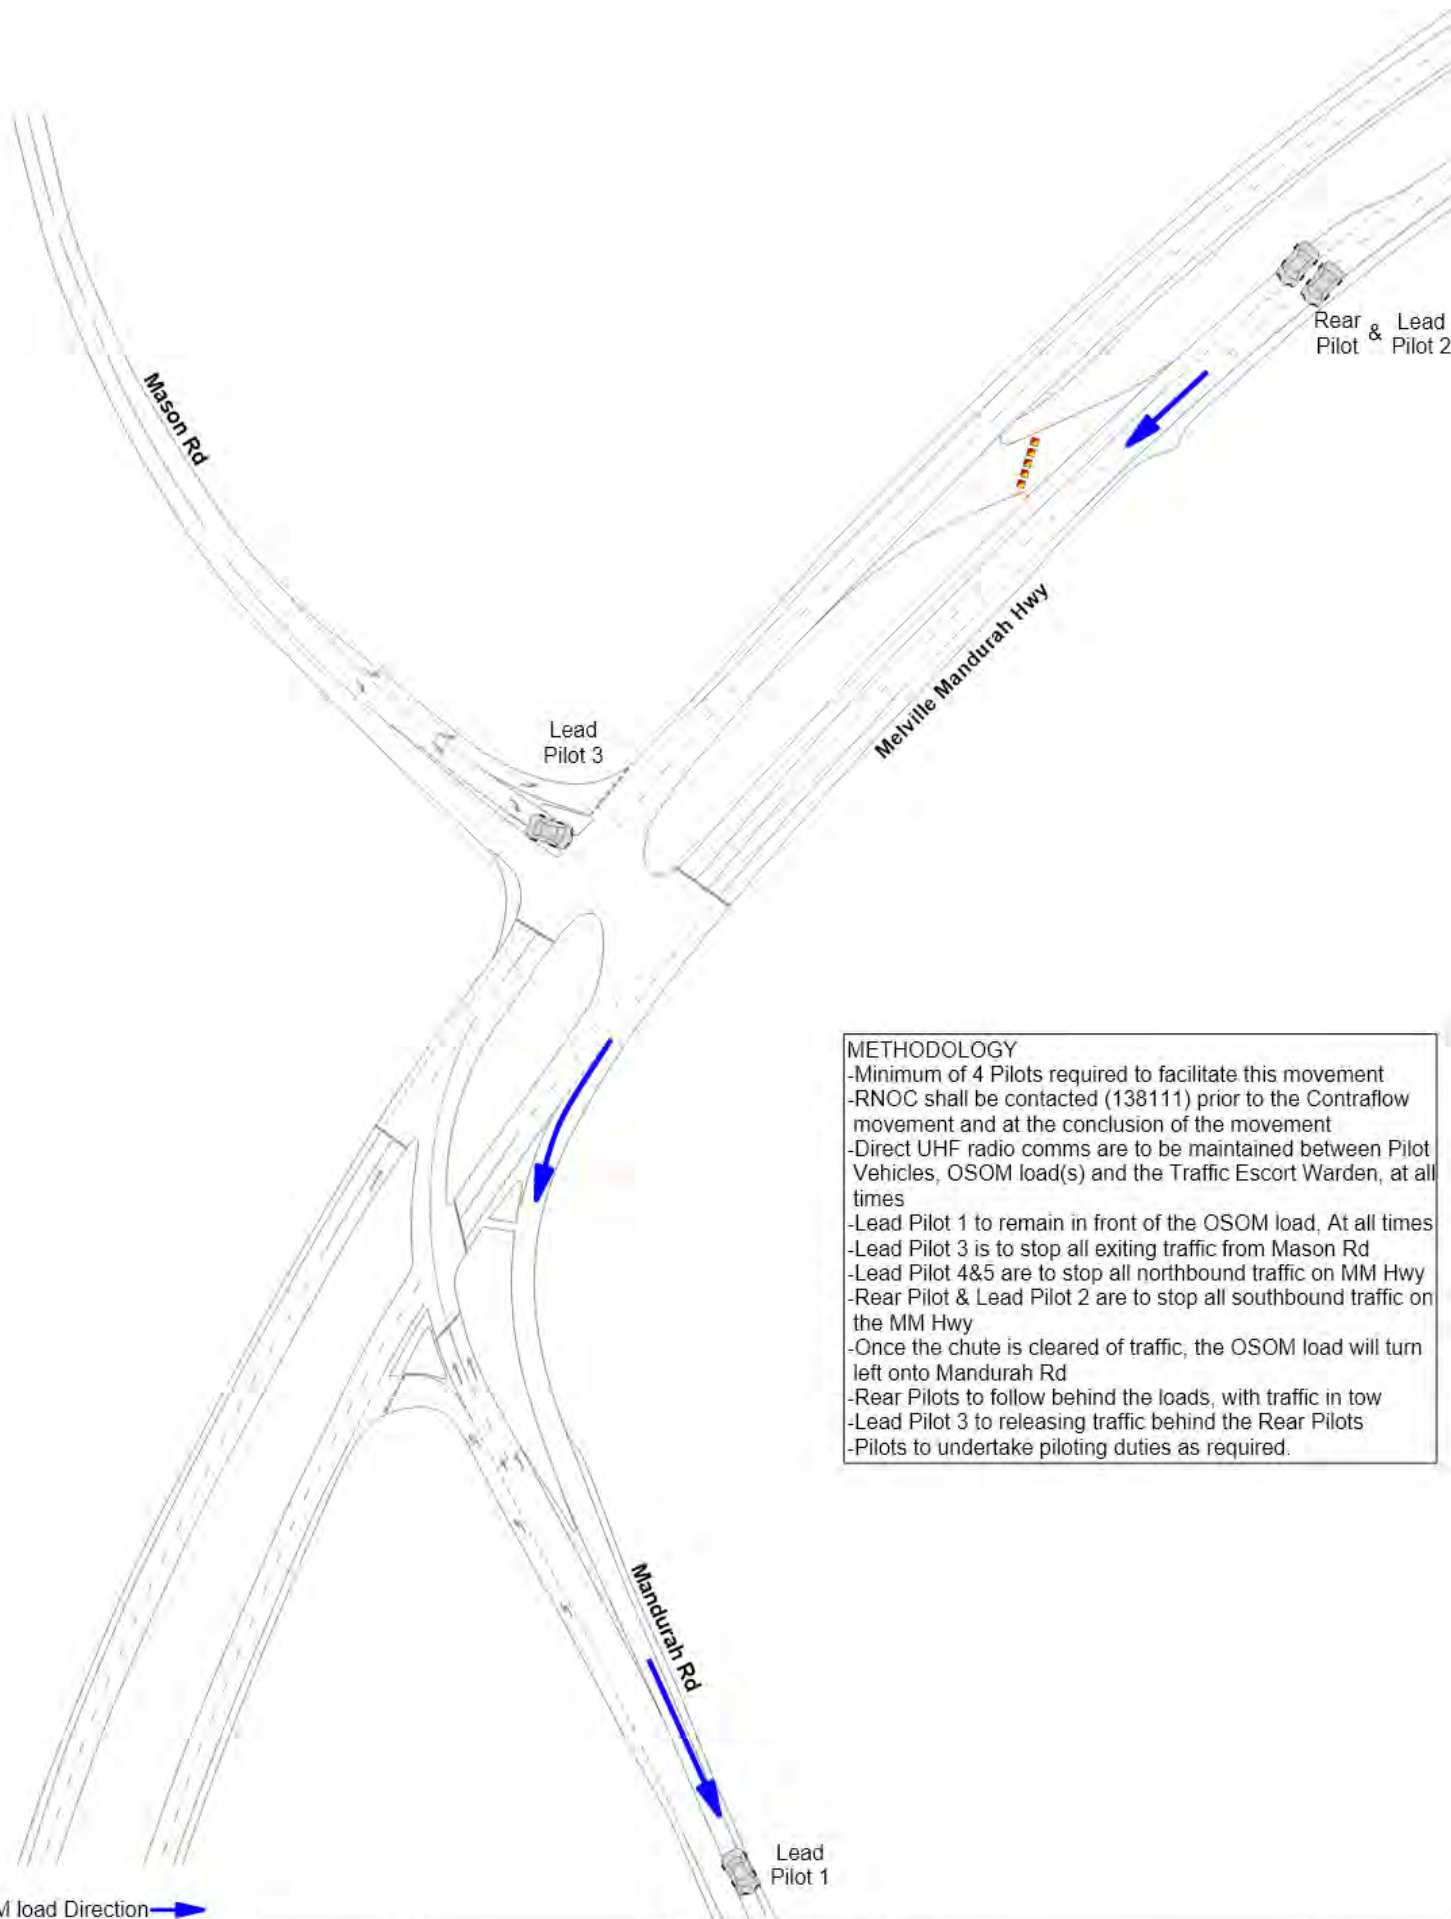 Rear & Lead
Pilot Pilot 2
Mason Rd
Melville Mandurah Hwy
Lead
Pilot 3
METHODOLOGY
-Minimum of 4 Pilots required to facilitate this movement
-RNOC shall be contacted (138111) prior to the Contraflow
movement and at the conclusion of the movement
-Direct UHF radio comms are to be maintained between Pilot
Vehicles, OSOM load(s) and the Traffic Escort Warden, at all
times
-Lead Pilot 1 to remain in front of the OSOM load, At all times
-Lead Pilot 3 is to stop all exiting traffic from Mason Rd
-Lead Pilot 4&5 are to stop all northbound traffic on MM Hwy
-Rear Pilot & Lead Pilot 2 are to stop all southbound traffic on
the MM Hwy
-Once the chute is cleared of traffic, the OSOM load will turn
left onto Mandurah Rd
-Rear Pilots to follow behind the loads, with traffic in tow
-Lead Pilot 3 to releasing traffic behind the Rear Pilots
-Pilots to undertake piloting duties as required.
Mandurah Rd
Lead
Pilot 1
M load Direction